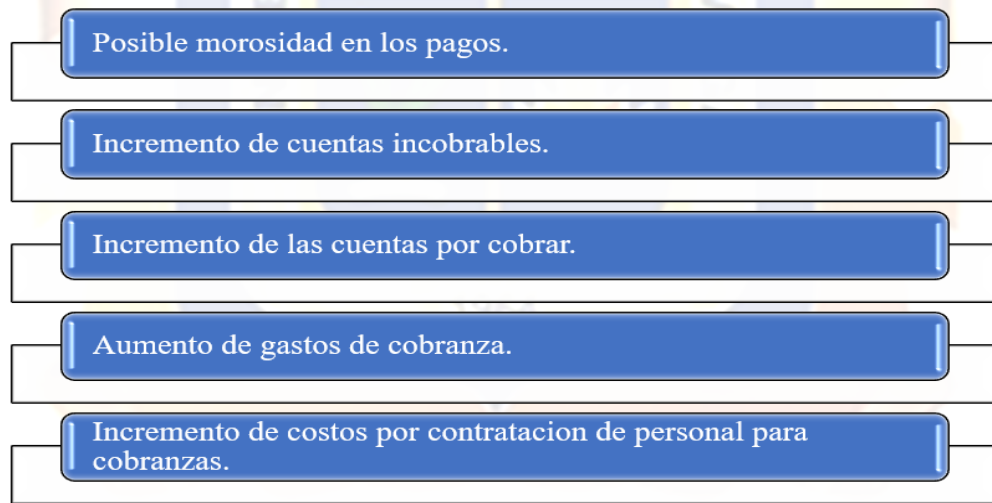 Posible morosidad en los pagos.
Incremento de cuentas incobrables.
Incremento de las cuentas por cobrar.
Aumento de gastos de cobranza.
Incremento de costos por contratacion de personal para
cobranzas.